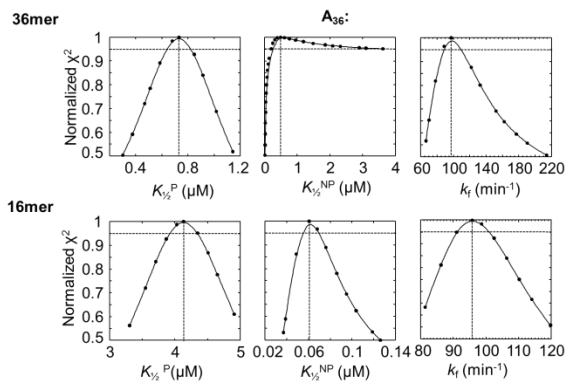 36mer
A36:
Normalized χ2
1
0.9
0.8
0.7
0.6
0.5
0.4 0.8 1.2
K½P (μM)
0 1 2 3 4
K½NP (μM)
60 100 140 180 220
kf (min-1)
16mer
Normalized χ2
1
0.9
0.8
0.7
0.6
0.5
3 4 5
K½P (μM)
0.02 0.06 0.1 0.14
K½NP (μM)
80 90 100 110 120
kf (min-1)